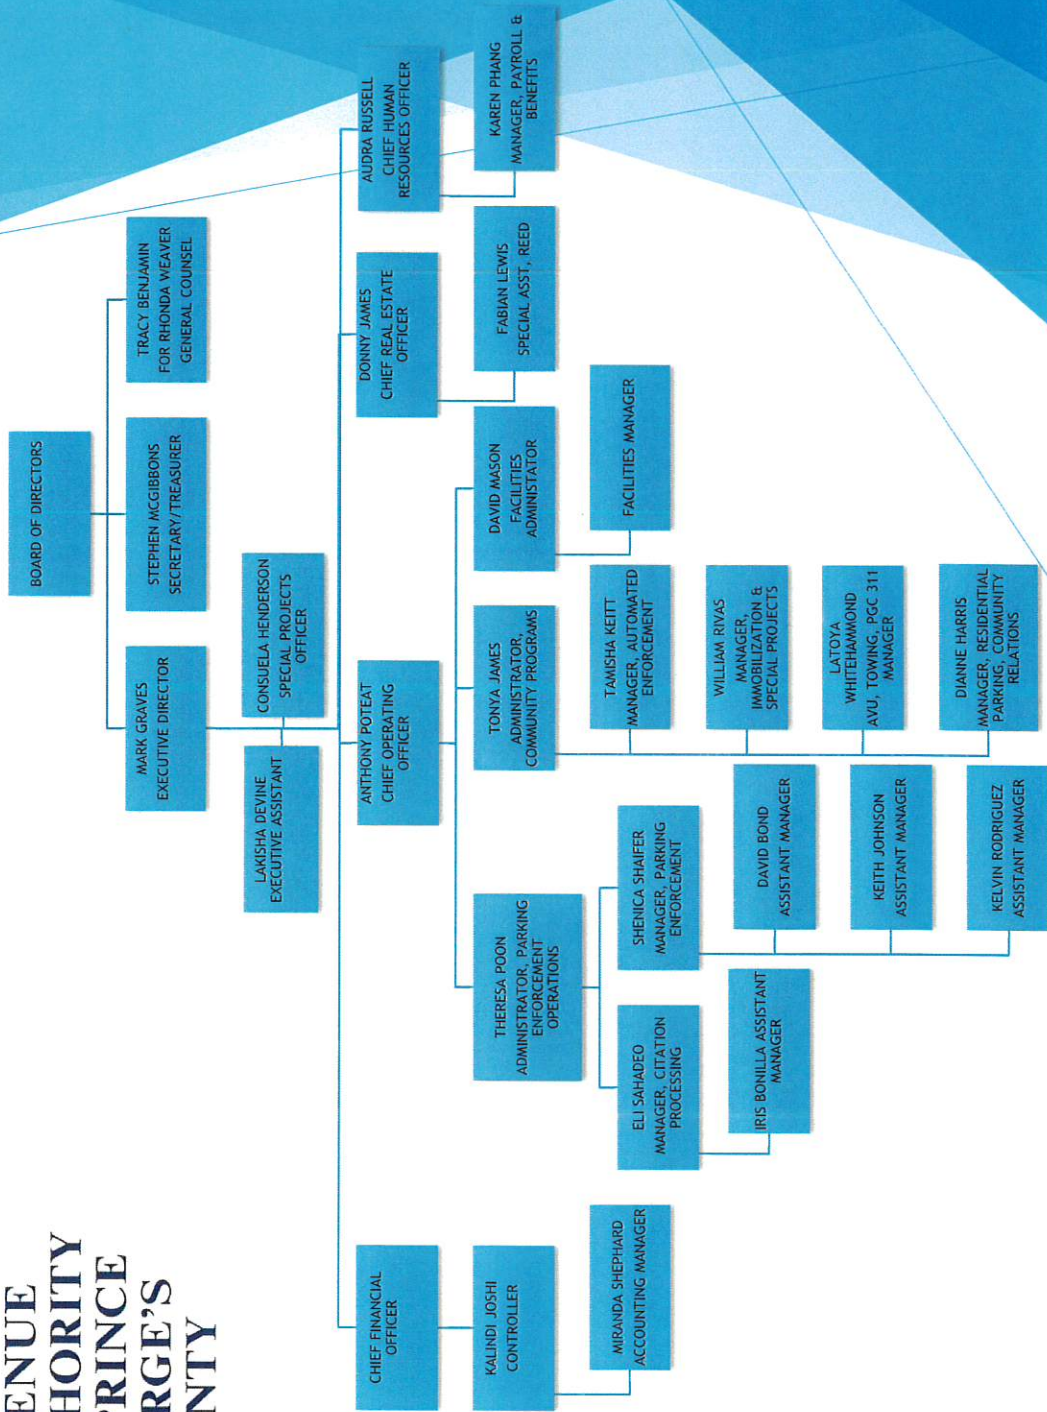 ENUE
HORITY
PRINCE
RGE'S
NTY
BOARD OF DIRECTORS
MARK GRAVES
EXECUTIVE DIRECTOR
STEPHEN MCGIBBONS
SECRETARY/TREASURER
TRACY BENJAMIN
FOR RHONDA WEAVER
GENERAL COUNSEL
LAKISHA DEVINE
EXECUTIVE ASSISTANT
CONSUELA HENDERSON
SPECIAL PROJECTS
OFFICER
CHIEF FINANCIAL
OFFICER
ANTHONY POTEAT
CHIEF OPERATING
OFFICER
DONNY JAMES
CHIEF REAL ESTATE
OFFICER
AUDRA RUSSELL
CHIEF HUMAN
RESOURCES OFFICER
KALINDI JOSHI
CONTROLLER
THERESA POON
ADMINISTRATOR, PARKING
ENFORCEMENT
OPERATIONS
TONYA JAMES
ADMINISTRATOR,
COMMUNITY PROGRAMS
DAVID MASON
FACILITIES
ADMINISTATOR
FABIAN LEWIS
SPECIAL ASST, REED
KAREN PHANG
MANAGER, PAYROLL &
BENEFITS
MIRANDA SHEPHARD
ACCOUNTING MANAGER
ELI SAHADEO
MANAGER, CITATION
PROCESSING
SHENICA SHAIFER
MANAGER, PARKING
ENFORCEMENT
TAMISHA KEITT
MANAGER, AUTOMATED
ENFORCEMENT
FACILITIES MANAGER
IRIS BONILLA ASSISTANT
MANAGER
DAVID BOND
ASSISTANT MANAGER
WILLIAM RIVAS
MANAGER,
IMMOBILIZATION &
SPECIAL PROJECTS
KEITH JOHNSON
ASSISTANT MANAGER
LATOYA
WHITEHAMMOND
AVU, TOWING, PGC 311
MANAGER
KELVIN RODRIGUEZ
ASSISTANT MANAGER
DIANNE HARRIS
MANAGER, RESIDENTIAL
PARKING, COMMUNITY
RELATIONS